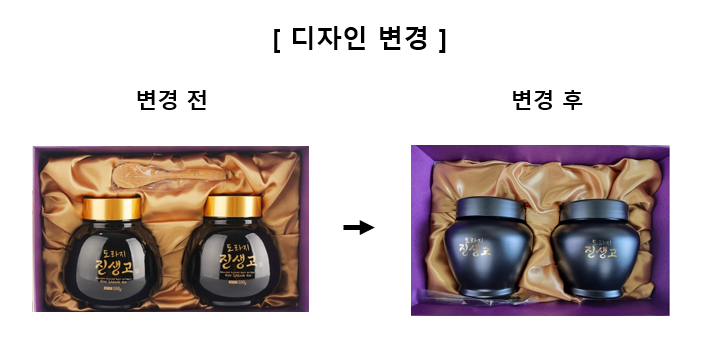 [ 디자인 변경 ]
변경 전
변경 후
도라지
진생고
도라지
진생고
도라지
진생고
도라지
진생고